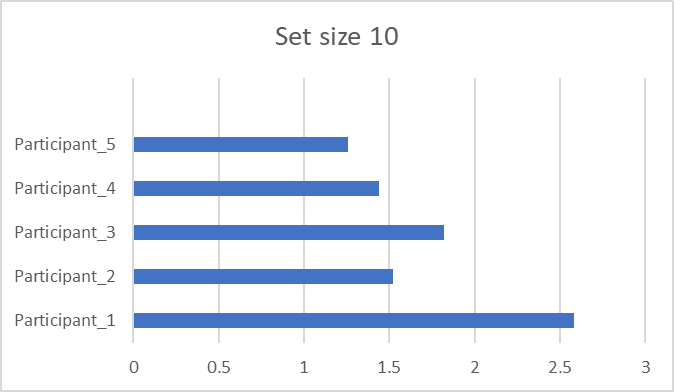 Set size 10
Participant_5
Participant_4
Participant_3
Participant_2
Participant_1
0 0.5 1 1.5 2 2.5 3